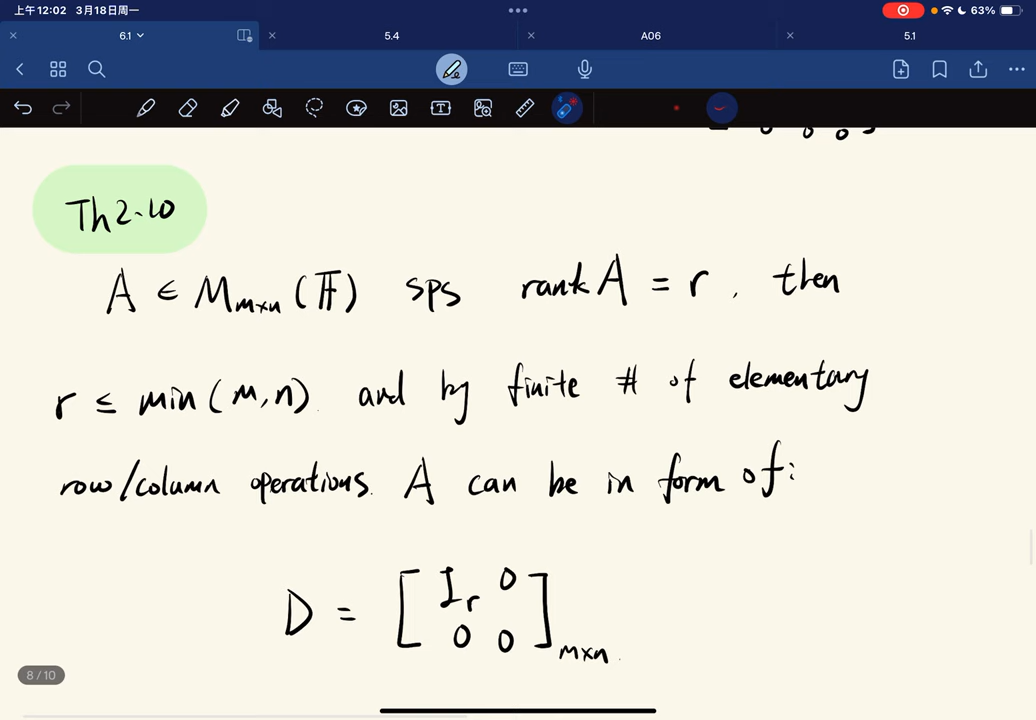 上午12:02 3月18日周一
63%
6.1
5.4
A06
5.1
Th2.10
A ∈ Mₘₓₙ(𝔽) sps rank A = r , then
r ≤ min(m,n) and by finite # of elementary
row/column operations. A can be in form of:
D = [ Iᵣ 0
0 0 ]ₘₓₙ.
8 / 10